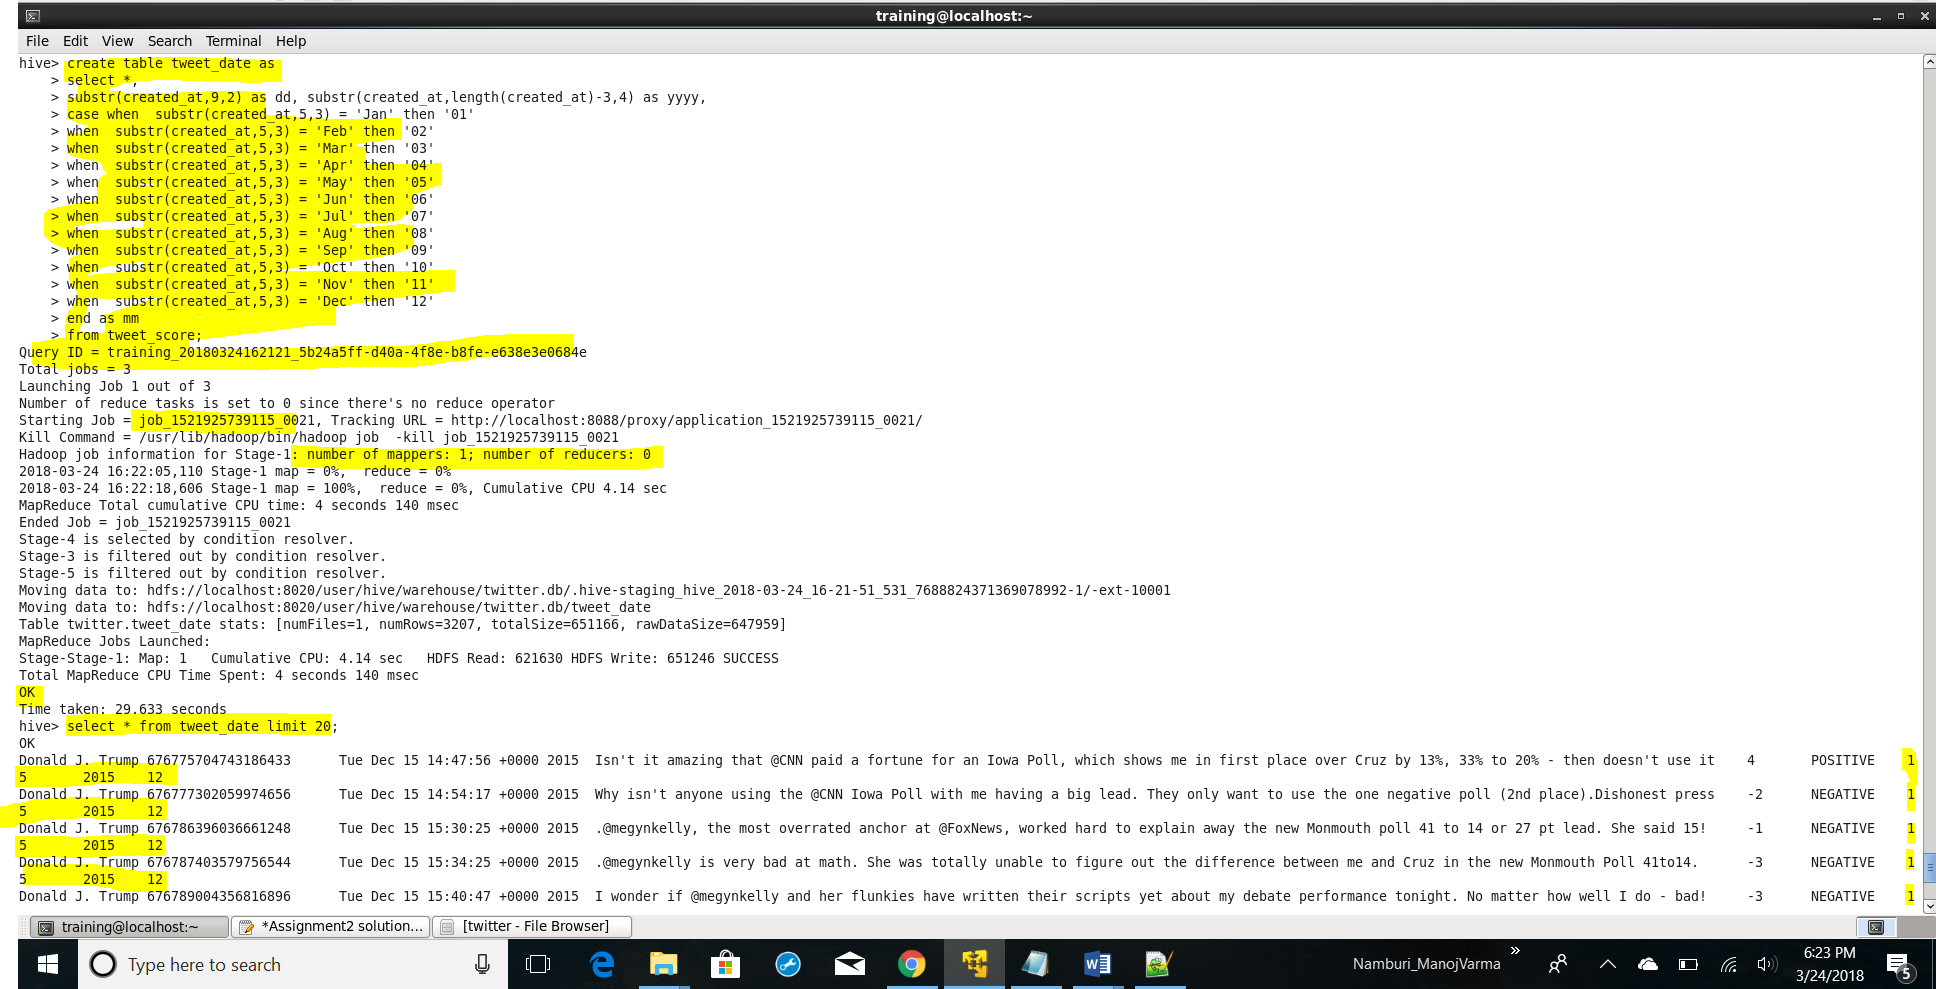 training@localhost:~
File Edit View Search Terminal Help
hive> create table tweet_date as
> select *,
> substr(created_at,9,2) as dd, substr(created_at,length(created_at)-3,4) as yyyy,
> case when  substr(created_at,5,3) = 'Jan' then '01'
> when  substr(created_at,5,3) = 'Feb' then '02'
> when  substr(created_at,5,3) = 'Mar' then '03'
> when  substr(created_at,5,3) = 'Apr' then '04'
> when  substr(created_at,5,3) = 'May' then '05'
> when  substr(created_at,5,3) = 'Jun' then '06'
> when  substr(created_at,5,3) = 'Jul' then '07'
> when  substr(created_at,5,3) = 'Aug' then '08'
> when  substr(created_at,5,3) = 'Sep' then '09'
> when  substr(created_at,5,3) = 'Oct' then '10'
> when  substr(created_at,5,3) = 'Nov' then '11'
> when  substr(created_at,5,3) = 'Dec' then '12'
> end as mm
> from tweet_score;
Query ID = training_20180324162121_5b24a5ff-d40a-4f8e-b8fe-e638e3e0684e
Total jobs = 3
Launching Job 1 out of 3
Number of reduce tasks is set to 0 since there's no reduce operator
Starting Job = job_1521925739115_0021, Tracking URL = http://localhost:8088/proxy/application_1521925739115_0021/
Kill Command = /usr/lib/hadoop/bin/hadoop job  -kill job_1521925739115_0021
Hadoop job information for Stage-1: number of mappers: 1; number of reducers: 0
2018-03-24 16:22:05,110 Stage-1 map = 0%,  reduce = 0%
2018-03-24 16:22:18,606 Stage-1 map = 100%,  reduce = 0%, Cumulative CPU 4.14 sec
MapReduce Total cumulative CPU time: 4 seconds 140 msec
Ended Job = job_1521925739115_0021
Stage-4 is selected by condition resolver.
Stage-3 is filtered out by condition resolver.
Stage-5 is filtered out by condition resolver.
Moving data to: hdfs://localhost:8020/user/hive/warehouse/twitter.db/.hive-staging_hive_2018-03-24_16-21-51_531_7688824371369078992-1/-ext-10001
Moving data to: hdfs://localhost:8020/user/hive/warehouse/twitter.db/tweet_date
Table twitter.tweet_date stats: [numFiles=1, numRows=3207, totalSize=651166, rawDataSize=647959]
MapReduce Jobs Launched:
Stage-Stage-1: Map: 1   Cumulative CPU: 4.14 sec   HDFS Read: 621630 HDFS Write: 651246 SUCCESS
Total MapReduce CPU Time Spent: 4 seconds 140 msec
OK
Time taken: 29.633 seconds
hive> select * from tweet_date limit 20;
OK
Donald J. Trump 676775704743186433 Tue Dec 15 14:47:56 +0000 2015 Isn't it amazing that @CNN paid a fortune for an Iowa Poll, which shows me in first place over Cruz by 13%, 33% to 20% - then doesn't use it 4 POSITIVE 1
5 2015 12
Donald J. Trump 676777302059974656 Tue Dec 15 14:54:17 +0000 2015 Why isn't anyone using the @CNN Iowa Poll with me having a big lead. They only want to use the one negative poll (2nd place).Dishonest press -2 NEGATIVE 1
5 2015 12
Donald J. Trump 676786396036661248 Tue Dec 15 15:30:25 +0000 2015 .@megynkelly, the most overrated anchor at @FoxNews, worked hard to explain away the new Monmouth poll 41 to 14 or 27 pt lead. She said 15! -1 NEGATIVE 1
5 2015 12
Donald J. Trump 676787403579756544 Tue Dec 15 15:34:25 +0000 2015 .@megynkelly is very bad at math. She was totally unable to figure out the difference between me and Cruz in the new Monmouth Poll 41to14. -3 NEGATIVE 1
5 2015 12
Donald J. Trump 676789004356816896 Tue Dec 15 15:40:47 +0000 2015 I wonder if @megynkelly and her flunkies have written their scripts yet about my debate performance tonight. No matter how well I do - bad! -3 NEGATIVE 1
training@localhost:~ *Assignment2 solution... [twitter - File Browser]
Type here to search
Namburi_ManojVarma
6:23 PM
3/24/2018
5